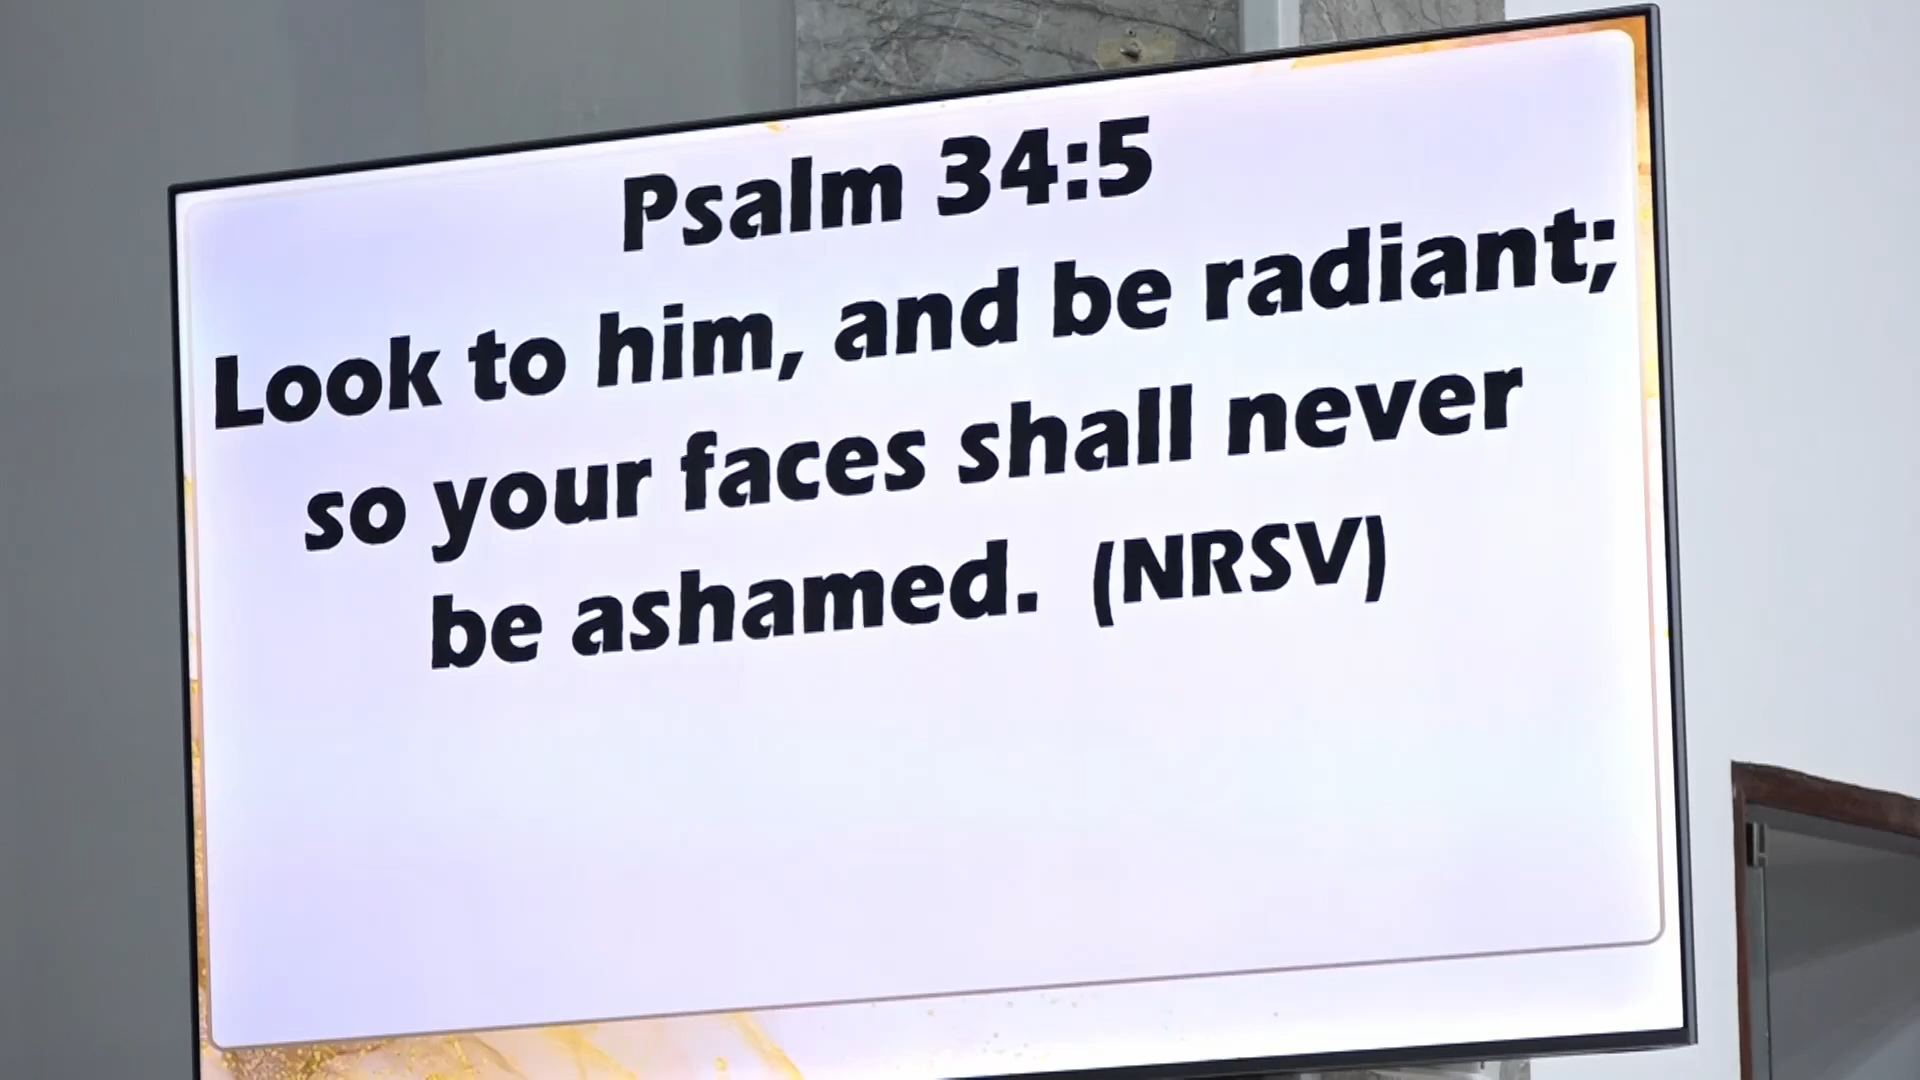 Psalm 34:5
Look to him, and be radiant;
so your faces shall never
be ashamed. (NRSV)